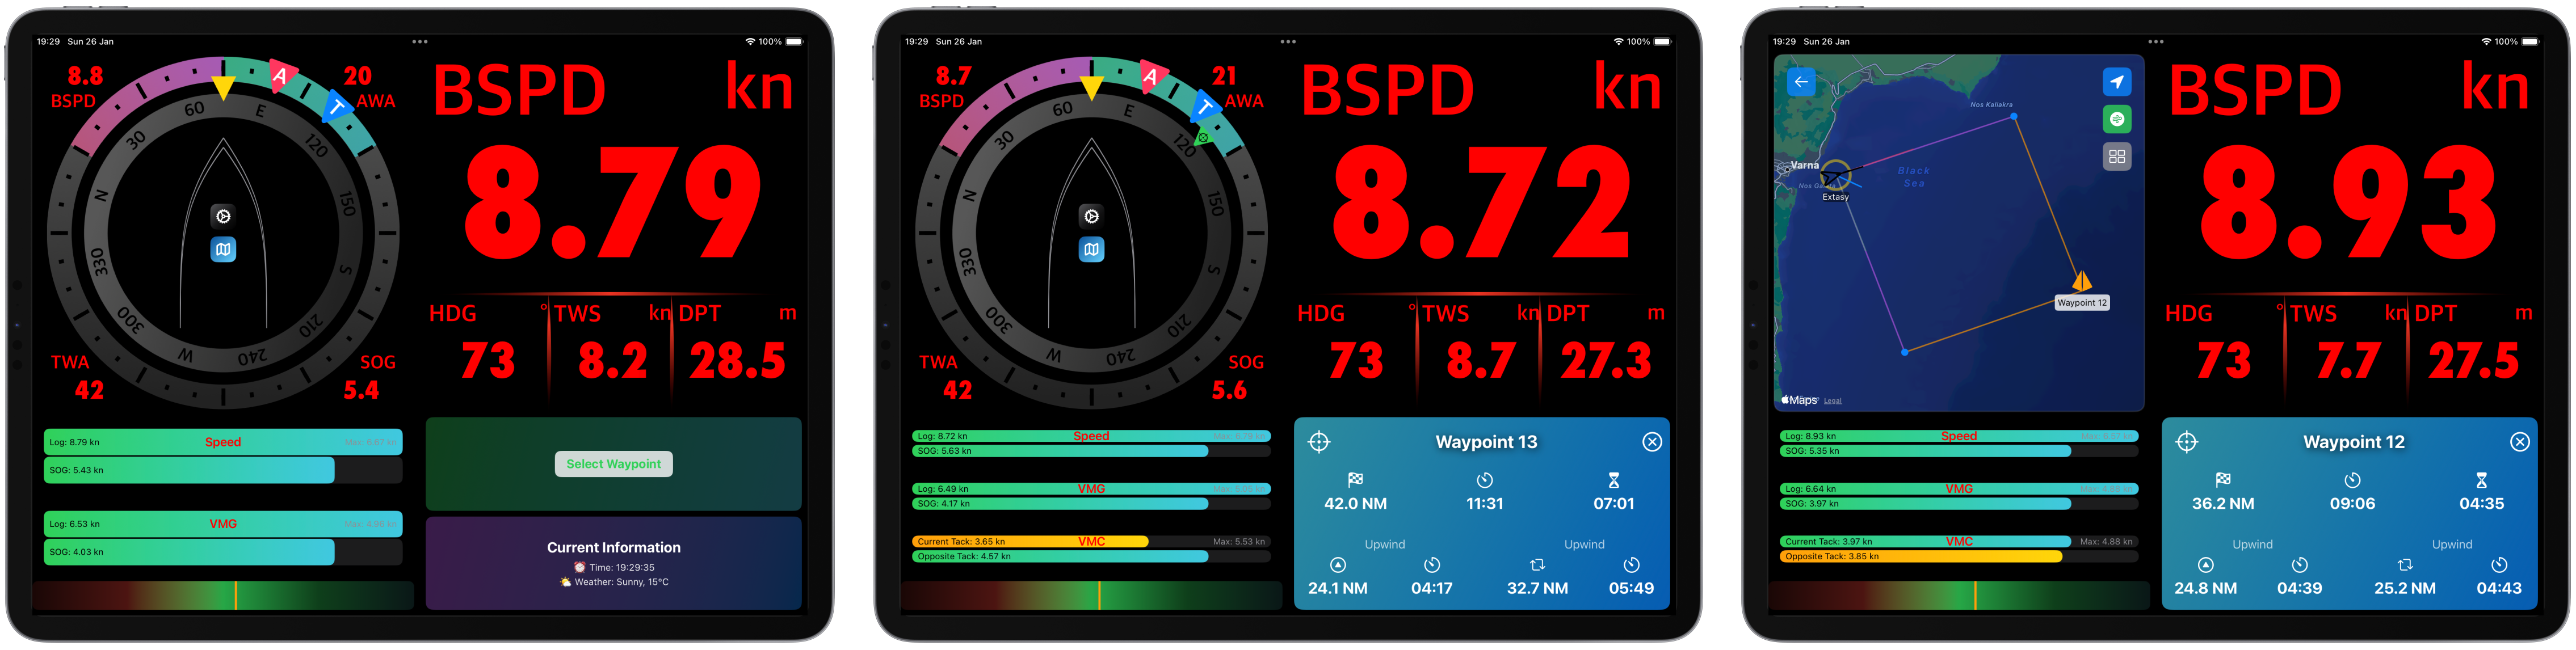 19:29 Sun 26 Jan
100%
8.8
BSPD
20
AWA
A
T
60
E
30
120
N
150
330
S
300
210
W
240
TWA
42
SOG
5.4
BSPD kn
8.79
HDG ° TWS kn DPT m
73 8.2 28.5
Log: 8.79 kn Speed
SOG: 5.43 kn
Log: 6.53 kn VMG
SOG: 4.03 kn
Select Waypoint
Current Information
Time: 19:29:35
Weather: Sunny, 15°C
19:29 Sun 26 Jan
100%
8.7
BSPD
21
AWA
A
T
60
E
30
120
N
150
330
S
300
210
W
240
TWA
42
SOG
5.6
BSPD kn
8.72
HDG ° TWS kn DPT m
73 8.7 27.3
Log: 8.72 kn Speed
SOG: 5.63 kn
Log: 6.49 kn VMG
SOG: 4.17 kn
Current Tack: 3.65 kn VMC Max: 5.53 kn
Opposite Tack: 4.57 kn
Waypoint 13
42.0 NM 11:31 07:01
Upwind Upwind
24.1 NM 04:17 32.7 NM 05:49
19:29 Sun 26 Jan
100%
Nos Kaliakra
Varna
Black
Sea
Extasy
Waypoint 12
Maps Legal
BSPD kn
8.93
HDG ° TWS kn DPT m
73 7.7 27.5
Log: 8.93 kn Speed
SOG: 5.35 kn
Log: 6.64 kn VMG
SOG: 3.97 kn
Current Tack: 3.97 kn VMC Max: 4.88 kn
Opposite Tack: 3.85 kn
Waypoint 12
36.2 NM 09:06 04:35
Upwind Upwind
24.8 NM 04:39 25.2 NM 04:43